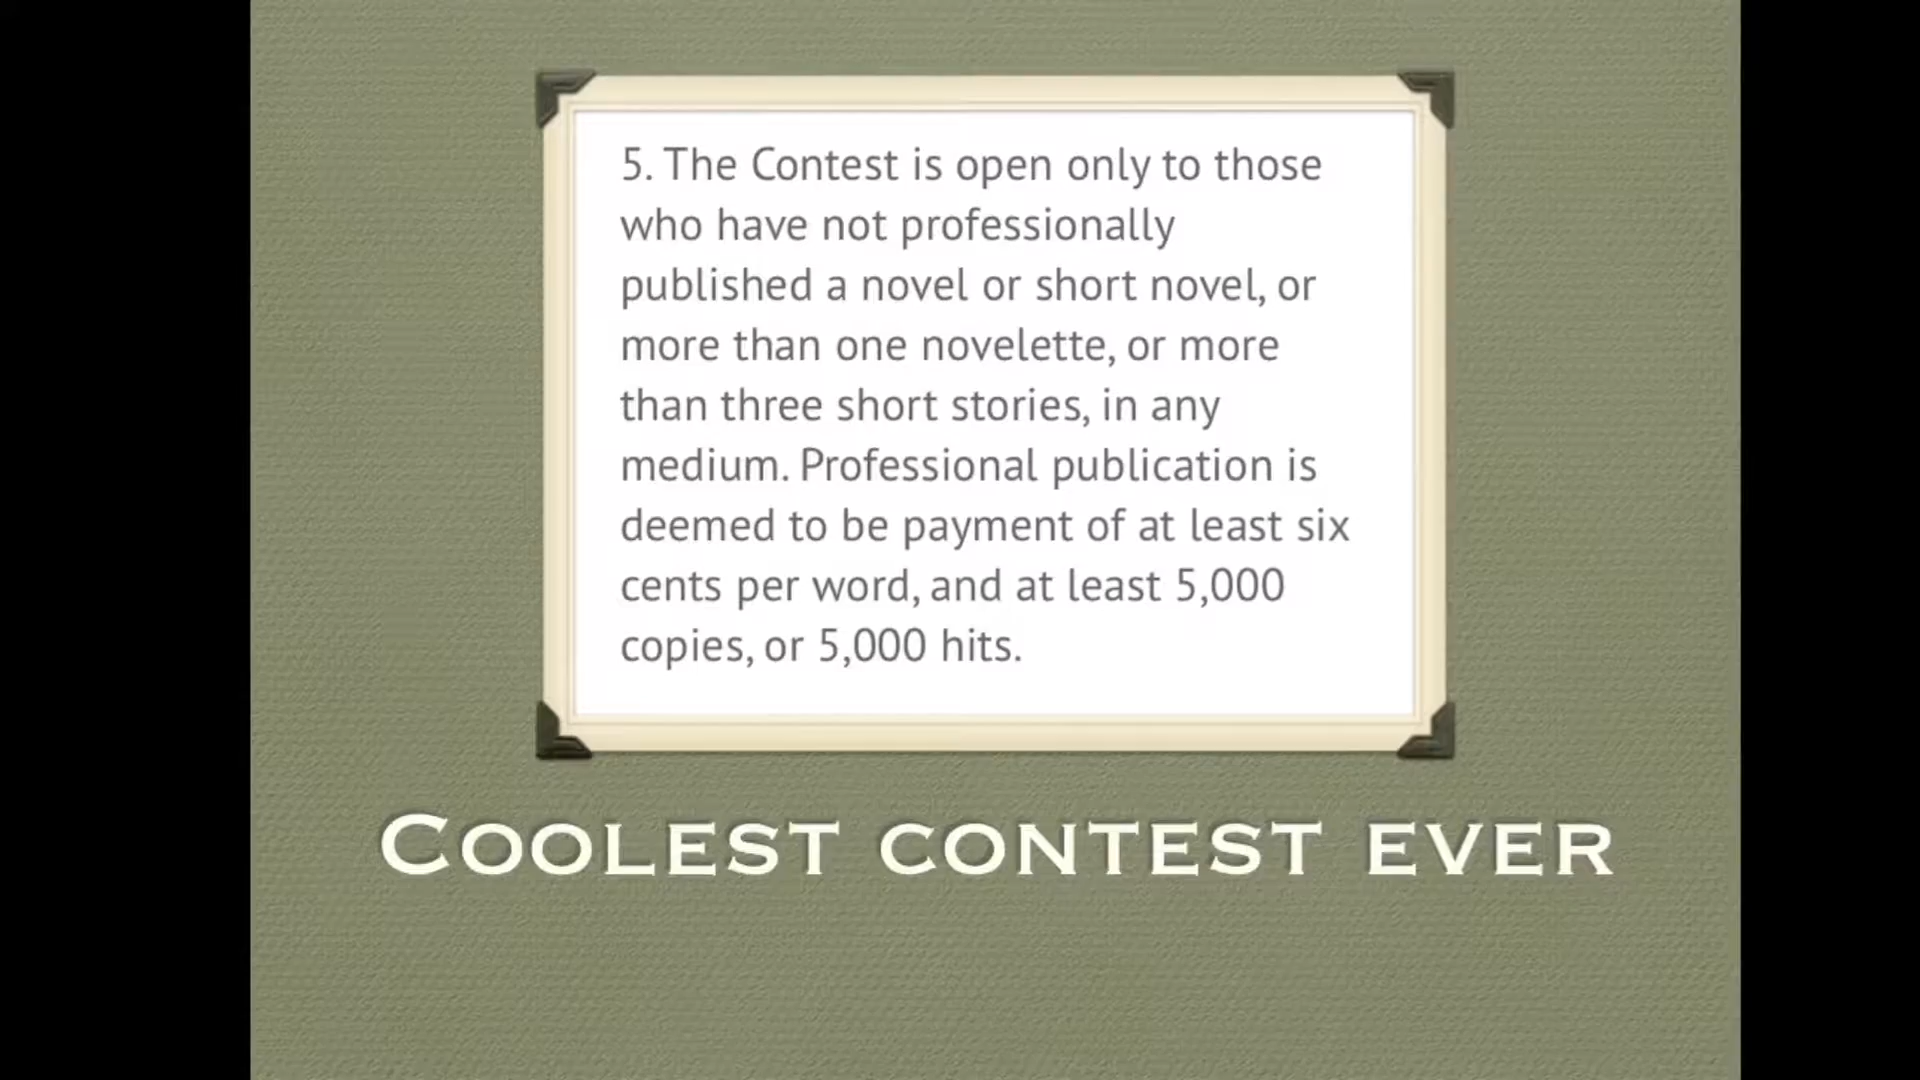 5. The Contest is open only to those
who have not professionally
published a novel or short novel, or
more than one novelette, or more
than three short stories, in any
medium. Professional publication is
deemed to be payment of at least six
cents per word, and at least 5,000
copies, or 5,000 hits.
COOLEST CONTEST EVER